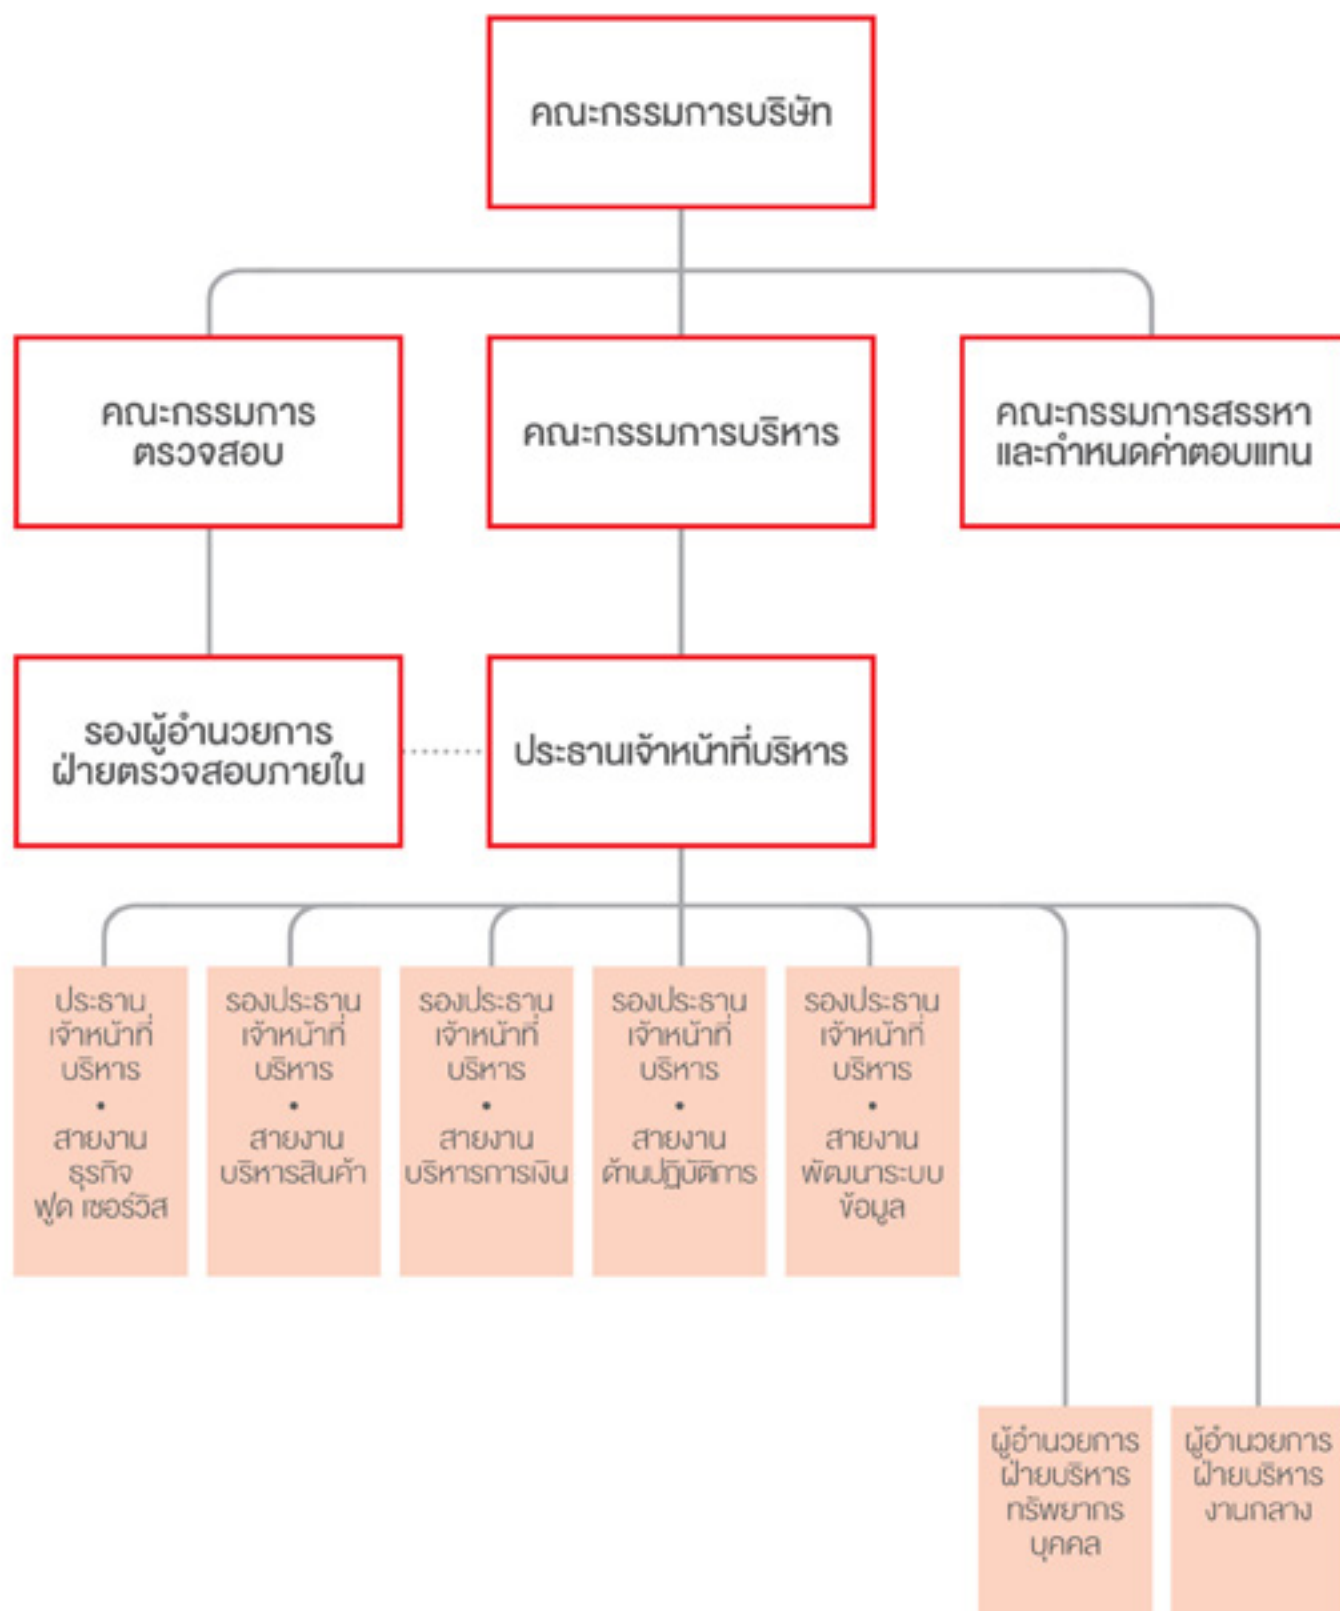 คณะกรรมการบริษัท
คณะกรรมการ
ตรวจสอบ
คณะกรรมการบริหาร
คณะกรรมการสรรหา
และกำหนดค่าตอบแทน
รองผู้อำนวยการ
ฝ่ายตรวจสอบภายใน
ประธานเจ้าหน้าที่บริหาร
ประธาน
เจ้าหน้าที่
บริหาร
•
สายงาน
ธุรกิจ
ฟูด เซอร์วิส
รองประธาน
เจ้าหน้าที่
บริหาร
•
สายงาน
บริหารสินค้า
รองประธาน
เจ้าหน้าที่
บริหาร
•
สายงาน
บริหารการเงิน
รองประธาน
เจ้าหน้าที่
บริหาร
•
สายงาน
ด้านปฏิบัติการ
รองประธาน
เจ้าหน้าที่
บริหาร
•
สายงาน
พัฒนาระบบ
ข้อมูล
ผู้อำนวยการ
ฝ่ายบริหาร
ทรัพยากร
บุคคล
ผู้อำนวยการ
ฝ่ายบริหาร
งานกลาง